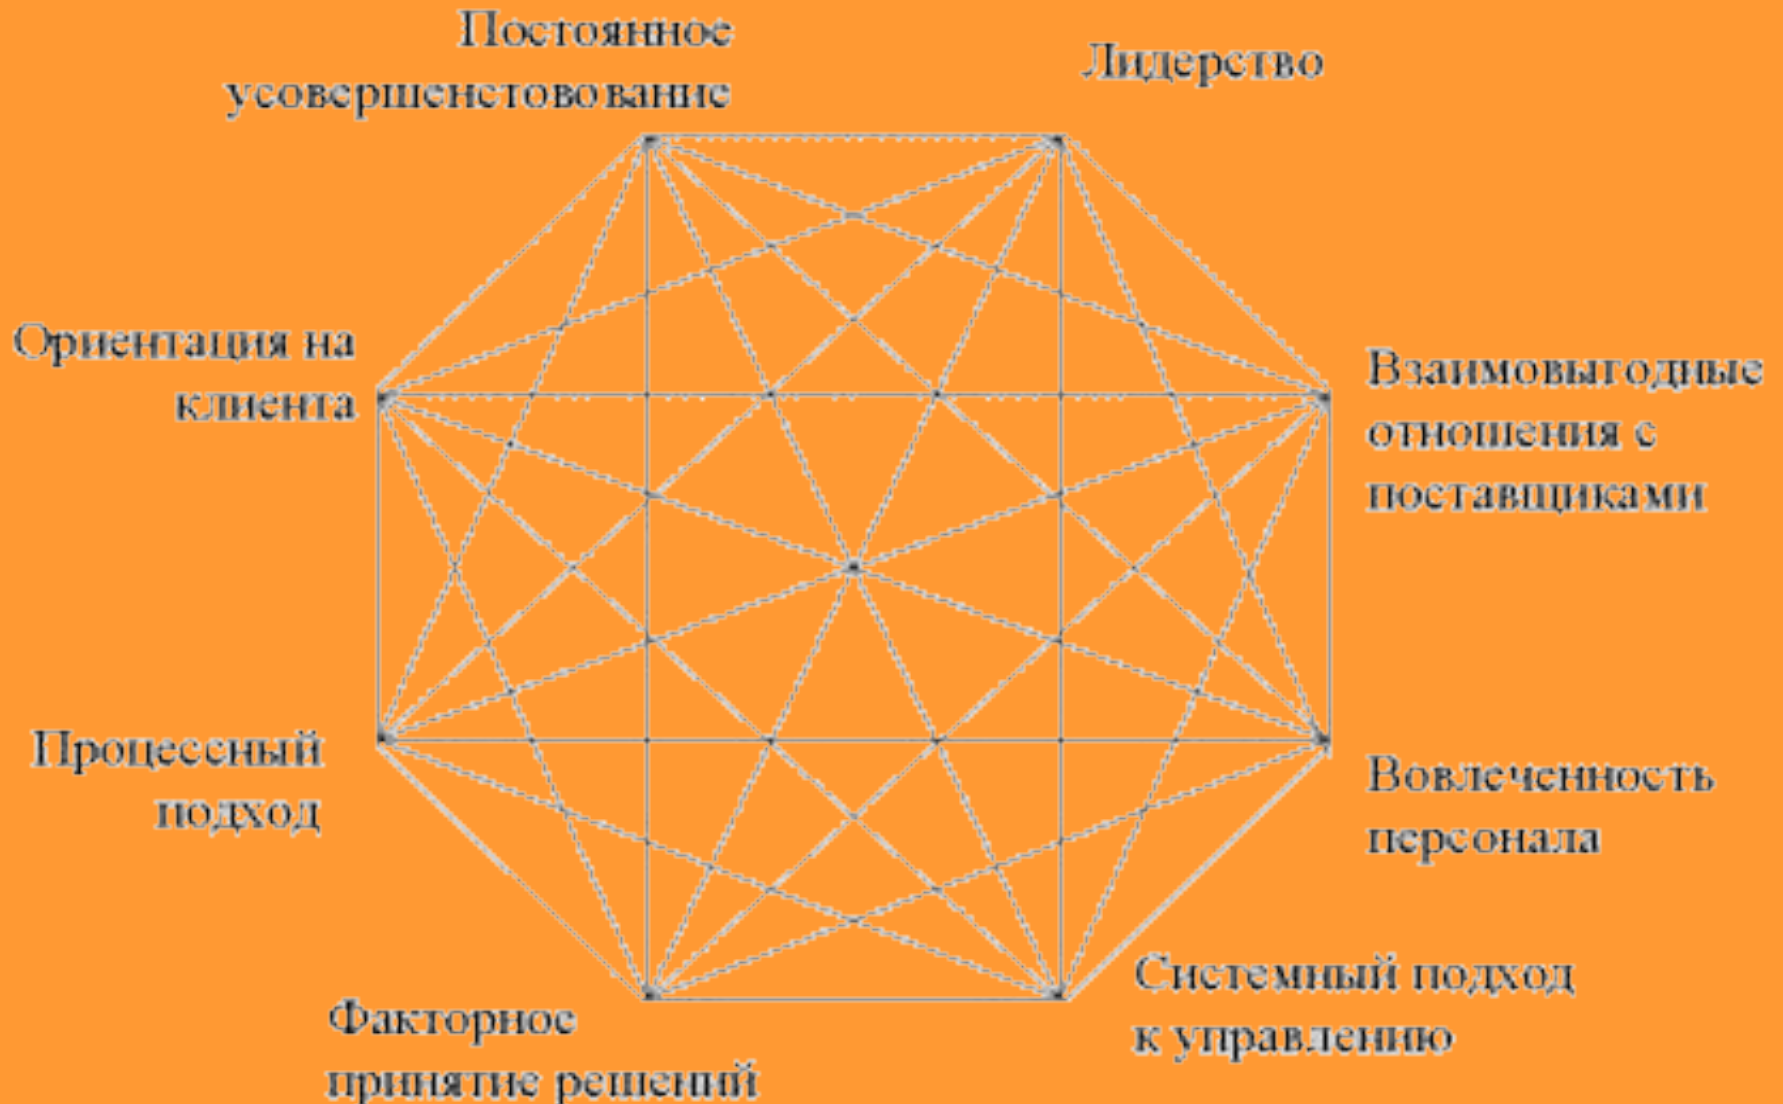 Постоянное
усовершенстовование
Лидерство
Ориентация на
клиента
Взаимовыгодные
отношения с
поставщиками
Процессный
подход
Вовлеченность
персонала
Системный подход
к управлению
Факторное
принятие решений